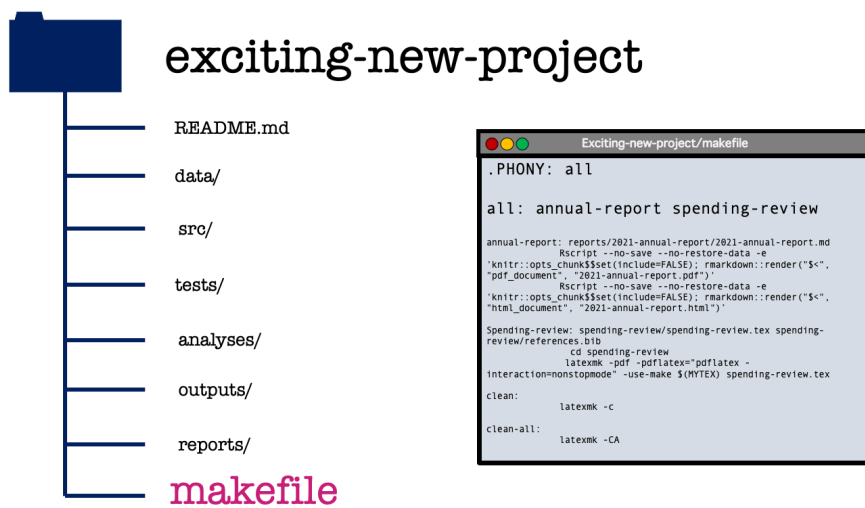 exciting-new-project
README.md
data/
src/
tests/
analyses/
outputs/
reports/
makefile
Exciting-new-project/makefile
.PHONY: all
all: annual-report spending-review
annual-report: reports/2021-annual-report/2021-annual-report.md
Rscript --no-save --no-restore-data -e
'knitr::opts_chunk$$set(include=FALSE); rmarkdown::render("$<",
"pdf_document", "2021-annual-report.pdf")'
Rscript --no-save --no-restore-data -e
'knitr::opts_chunk$$set(include=FALSE); rmarkdown::render("$<",
"html_document", "2021-annual-report.html")'
Spending-review: spending-review/spending-review.tex spending-
review/references.bib
cd spending-review
latexmk -pdf -pdflatex="pdflatex -
interaction=nonstopmode" -use-make $(MYTEX) spending-review.tex
clean:
latexmk -c
clean-all:
latexmk -CA